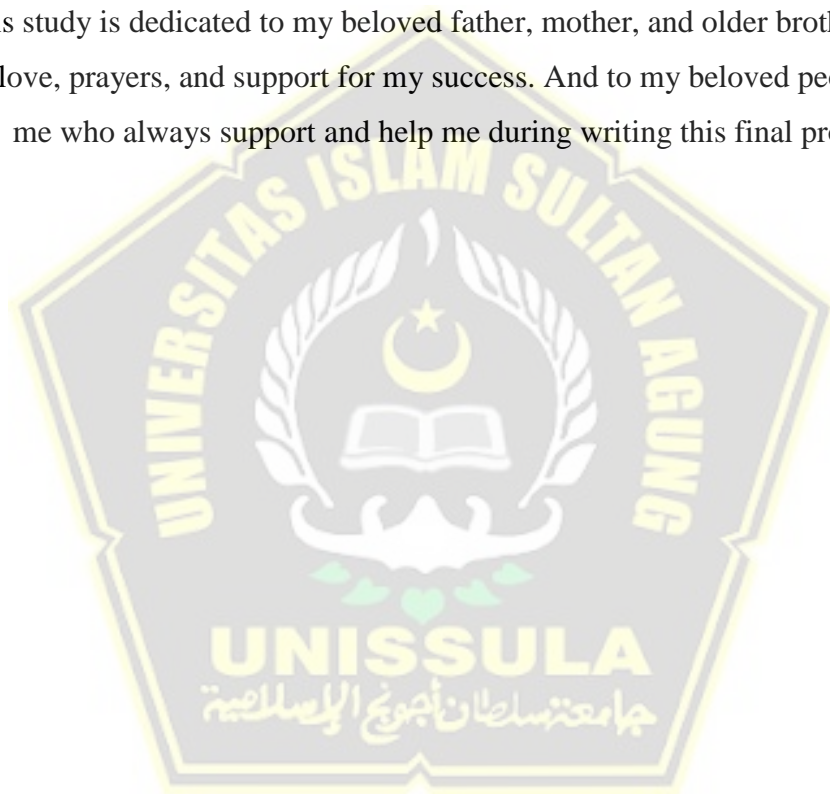 s study is dedicated to my beloved father, mother, and older broth
love, prayers, and support for my success. And to my beloved peo
me who always support and help me during writing this final pro
UNIVERSITAS ISLAM SULTAN AGUNG
UNISSULA
جامعة سلطان أجونج الإسلامية